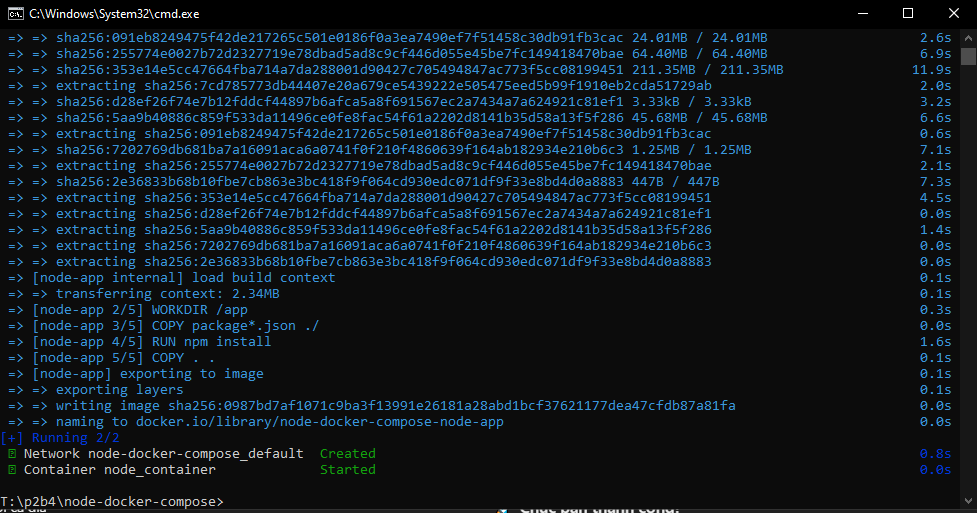 C:\Windows\System32\cmd.exe
=> => sha256:091eb8249475f42de217265c501e0186f0a3ea7490ef7f51458c30db91fb3cac 24.01MB / 24.01MB 2.6s
=> => sha256:255774e0027b72d2327719e78dbad5ad8c9cf446d055e45be7fc149418470bae 64.40MB / 64.40MB 6.9s
=> => sha256:353e14e5cc47664fba714a7da288001d90427c705494847ac773f5cc08199451 211.35MB / 211.35MB 11.9s
=> => extracting sha256:7cd785773db44407e20a679ce5439222e505475eed5b99f1910eb2cda51729ab 2.0s
=> => sha256:d28ef26f74e7b12fddcf44897b6afca5a8f691567ec2a7434a7a624921c81ef1 3.33kB / 3.33kB 3.2s
=> => sha256:5aa9b40886c859f533da11496ce0fe8fac54f61a2202d8141b35d58a13f5f286 45.68MB / 45.68MB 6.6s
=> => extracting sha256:091eb8249475f42de217265c501e0186f0a3ea7490ef7f51458c30db91fb3cac 0.6s
=> => sha256:7202769db681ba7a16091aca6a0741f0f210f4860639f164ab182934e210b6c3 1.25MB / 1.25MB 7.1s
=> => extracting sha256:255774e0027b72d2327719e78dbad5ad8c9cf446d055e45be7fc149418470bae 2.1s
=> => sha256:2e36833b68b10fbe7cb863e3bc418f9f064cd930edc071df9f33e8bd4d0a8883 447B / 447B 7.3s
=> => extracting sha256:353e14e5cc47664fba714a7da288001d90427c705494847ac773f5cc08199451 4.5s
=> => extracting sha256:d28ef26f74e7b12fddcf44897b6afca5a8f691567ec2a7434a7a624921c81ef1 0.0s
=> => extracting sha256:5aa9b40886c859f533da11496ce0fe8fac54f61a2202d8141b35d58a13f5f286 1.4s
=> => extracting sha256:7202769db681ba7a16091aca6a0741f0f210f4860639f164ab182934e210b6c3 0.0s
=> => extracting sha256:2e36833b68b10fbe7cb863e3bc418f9f064cd930edc071df9f33e8bd4d0a8883 0.0s
=> [node-app internal] load build context 0.1s
=> => transferring context: 2.34MB 0.1s
=> [node-app 2/5] WORKDIR /app 0.3s
=> [node-app 3/5] COPY package*.json ./ 0.0s
=> [node-app 4/5] RUN npm install 1.6s
=> [node-app 5/5] COPY . . 0.1s
=> [node-app] exporting to image 0.1s
=> => exporting layers 0.1s
=> => writing image sha256:0987bd7af1071c9ba3f13991e26181a28abd1bcf37621177dea47cfdb87a81fa 0.0s
=> => naming to docker.io/library/node-docker-compose-node-app 0.0s
[+] Running 2/2
Network node-docker-compose_default Created 0.8s
Container node_container Started 0.0s
T:\p2b4\node-docker-compose>